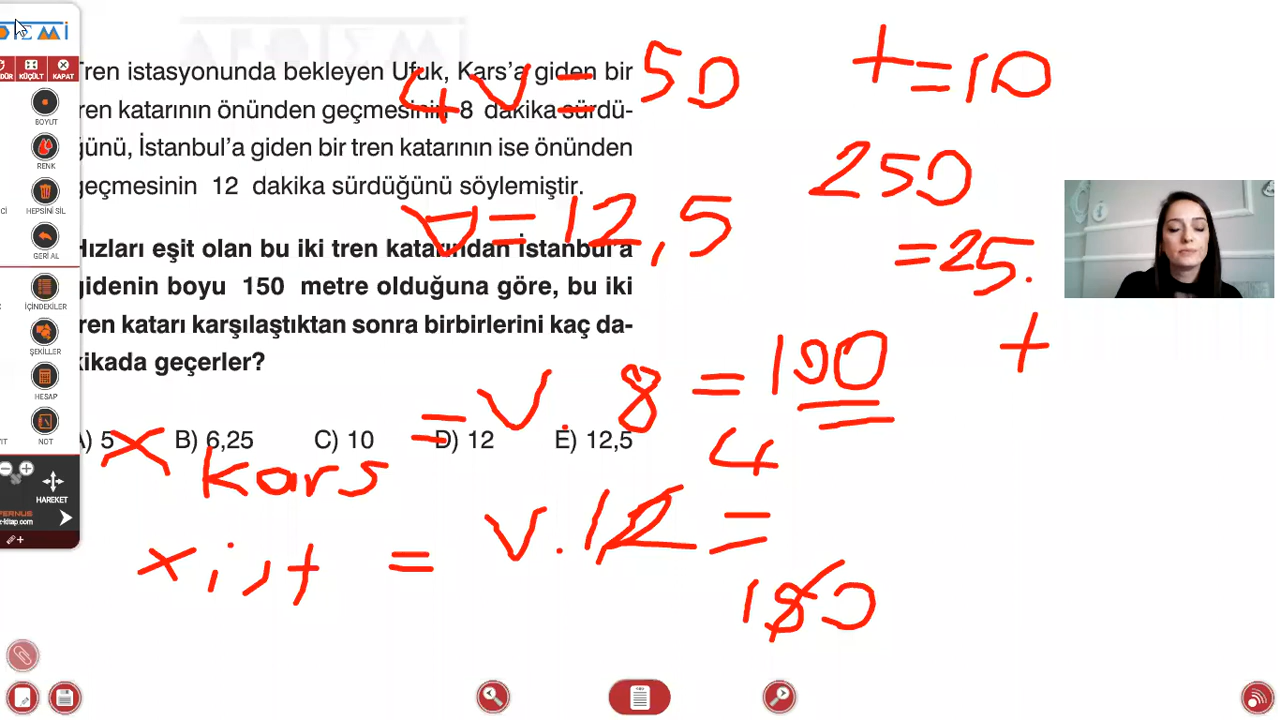 DEMİ
KÜÇÜLT KAPAT
BOYUT
RENK
HEPSİNİ SİL
GERİ AL
İÇİNDEKİLER
ŞEKİLLER
HESAP
NOT
HAREKET
Tren istasyonunda bekleyen Ufuk, Kars'a giden bir
tren katarının önünden geçmesinin 8 dakika sürdü-
ğünü, İstanbul'a giden bir tren katarının ise önünden
geçmesinin 12 dakika sürdüğünü söylemiştir.
Hızları eşit olan bu iki tren katarından İstanbul'a
gidenin boyu 150 metre olduğuna göre, bu iki
tren katarı karşılaştıktan sonra birbirlerini kaç da-
kikada geçerler?
A) 5 B) 6,25 C) 10 D) 12 E) 12,5
4V = 50
V = 12,5
t = 10
250
= 25.
t
x kars = V. 8 = 100
4
x ist = V. 12 =
150